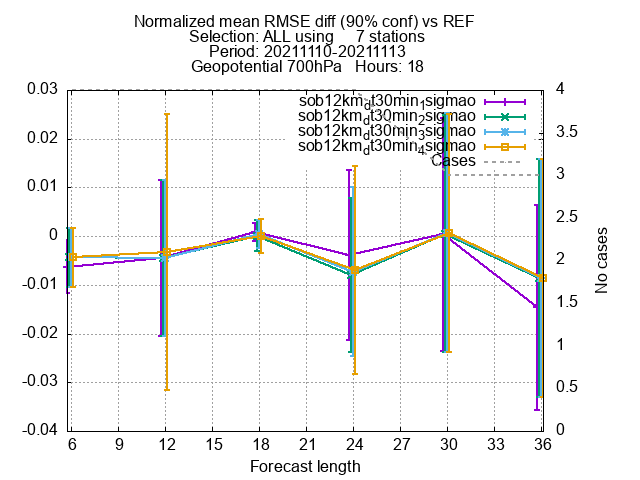 Normalized mean RMSE diff (90% conf) vs REF
Selection: ALL using 7 stations
Period: 20211110-20211113
Geopotential 700hPa Hours: 18
sob12km_dt30min_1sigmao
sob12km_dt30min_2sigmao
sob12km_dt30min_3sigmao
sob12km_dt30min_4sigmao
Cases
0.03
0.02
0.01
0
-0.01
-0.02
-0.03
-0.04
4
3.5
3
2.5
2
1.5
1
0.5
0
No cases
6 9 12 15 18 21 24 27 30 33 36
Forecast length